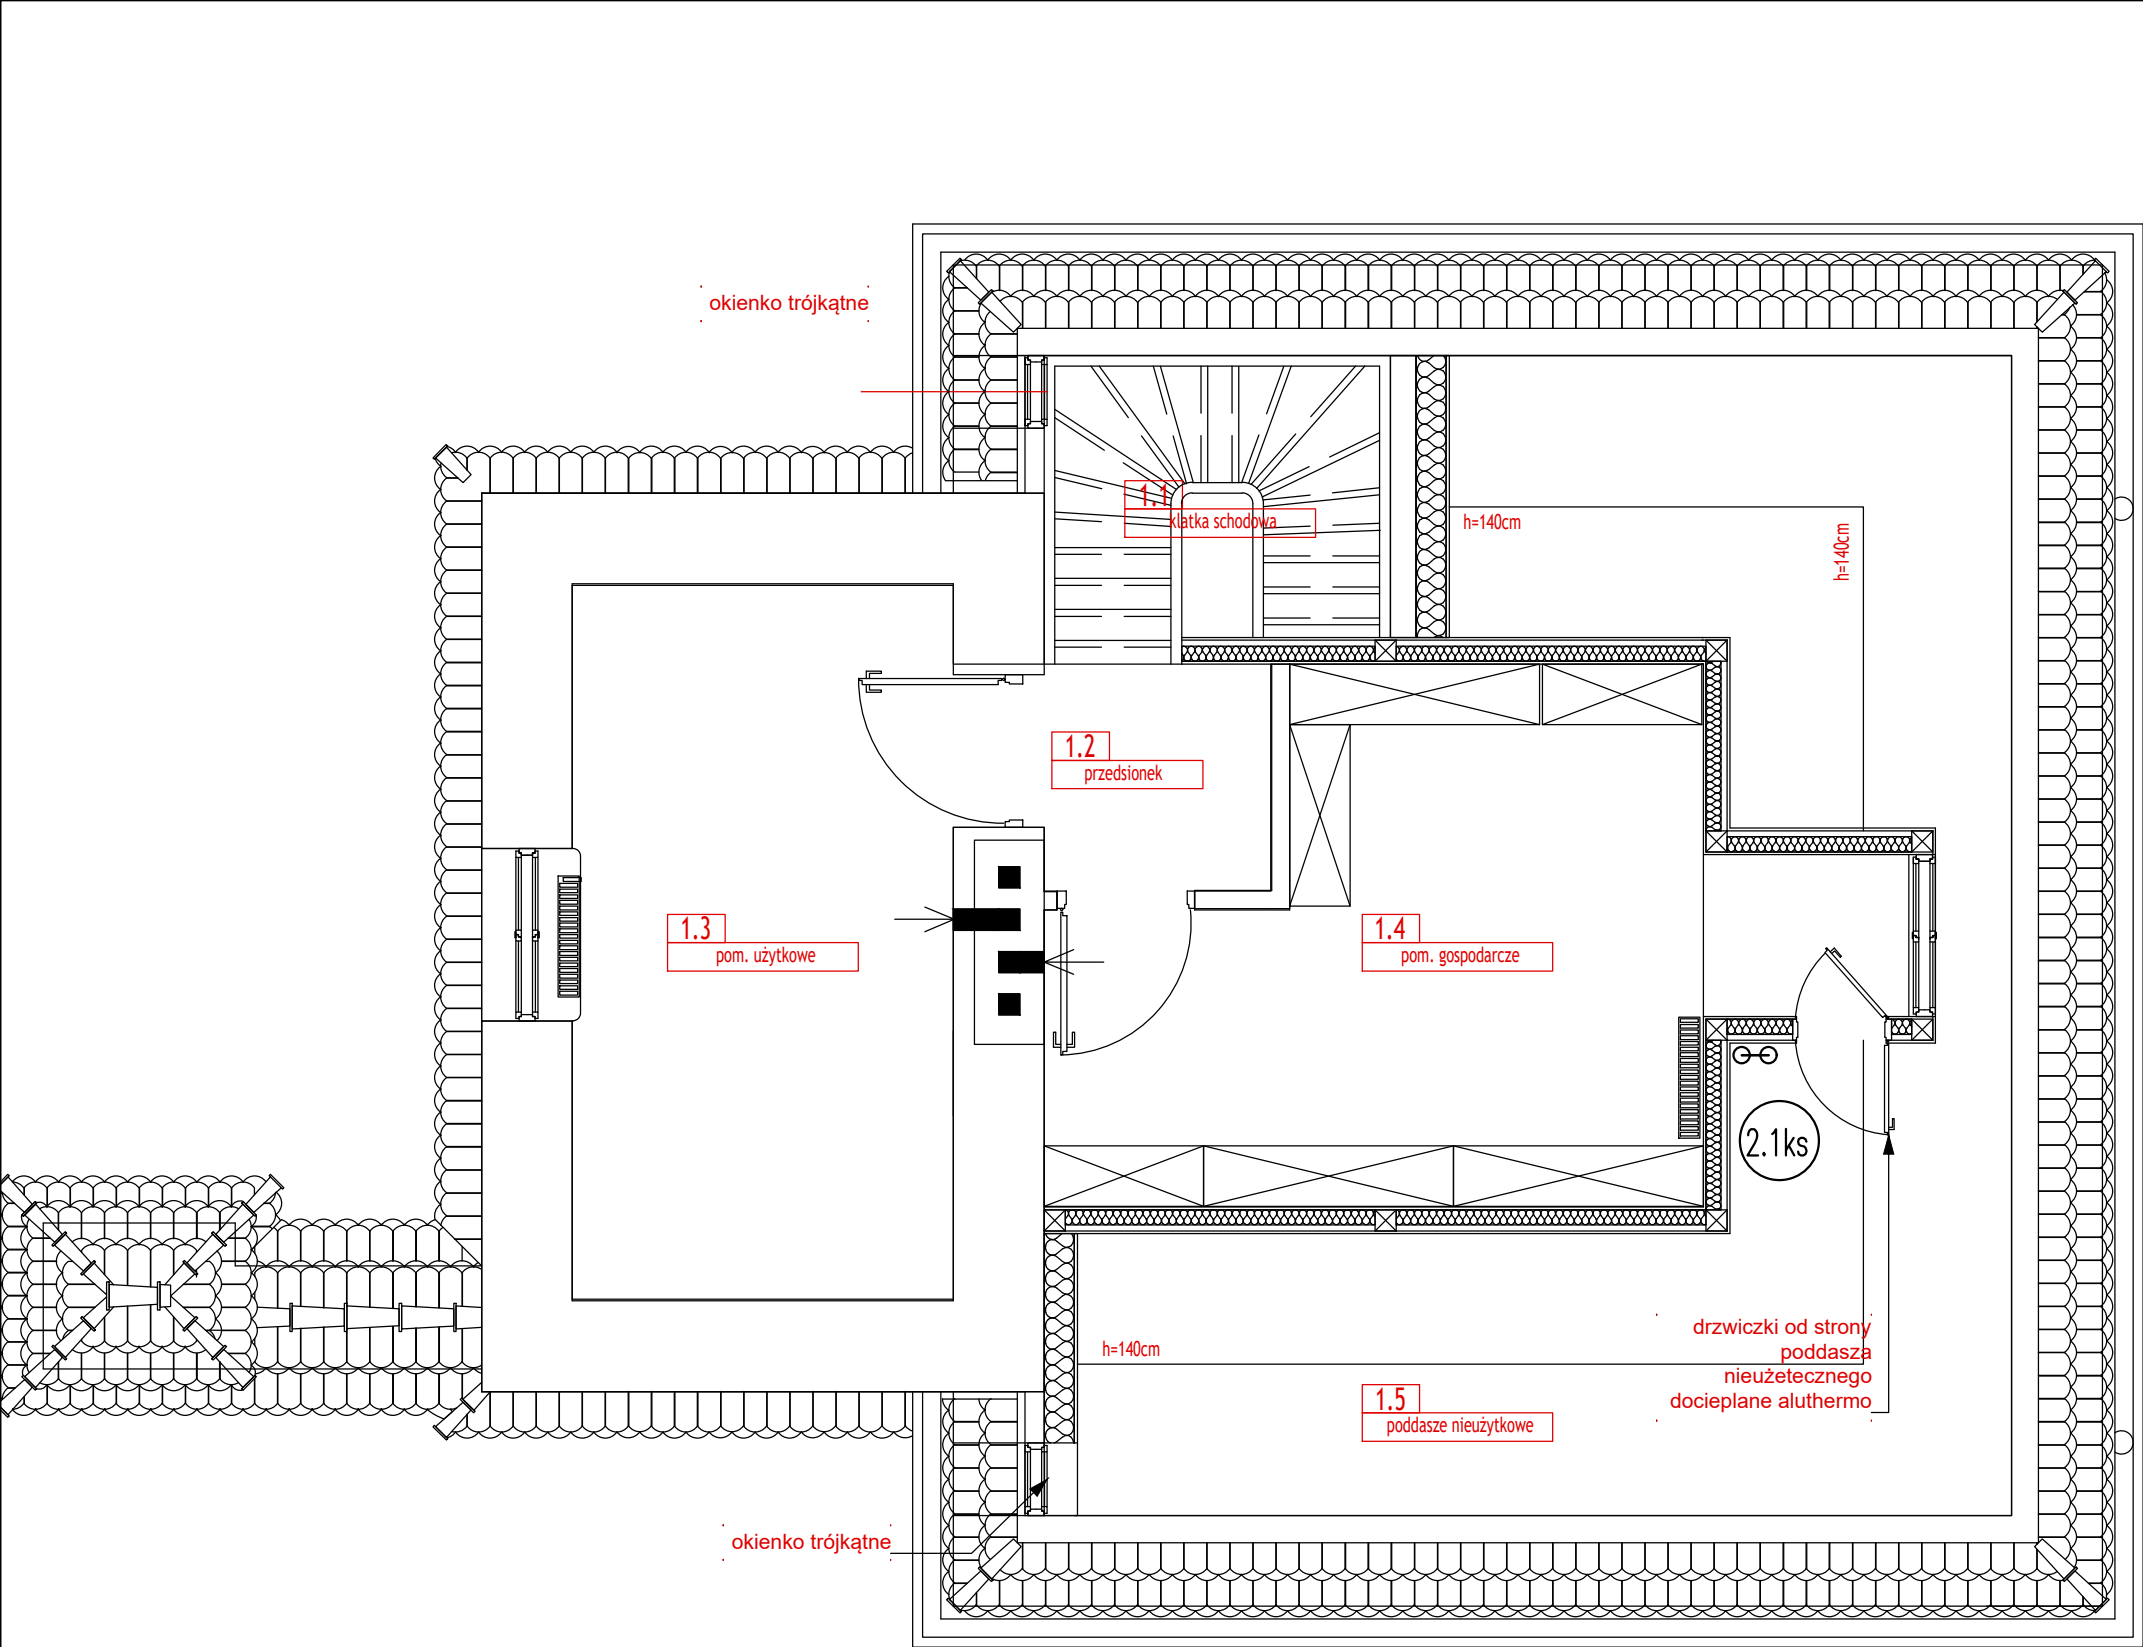 okienko trójkątne
1.1
klatka schodowa
h=140cm
h=140cm
1.2
przedsionek
1.3
pom. użytkowe
1.4
pom. gospodarcze
2.1ks
h=140cm
drzwiczki od strony
poddasza
nieużetecznego
docieplane aluthermo
1.5
poddasze nieużytkowe
okienko trójkątne